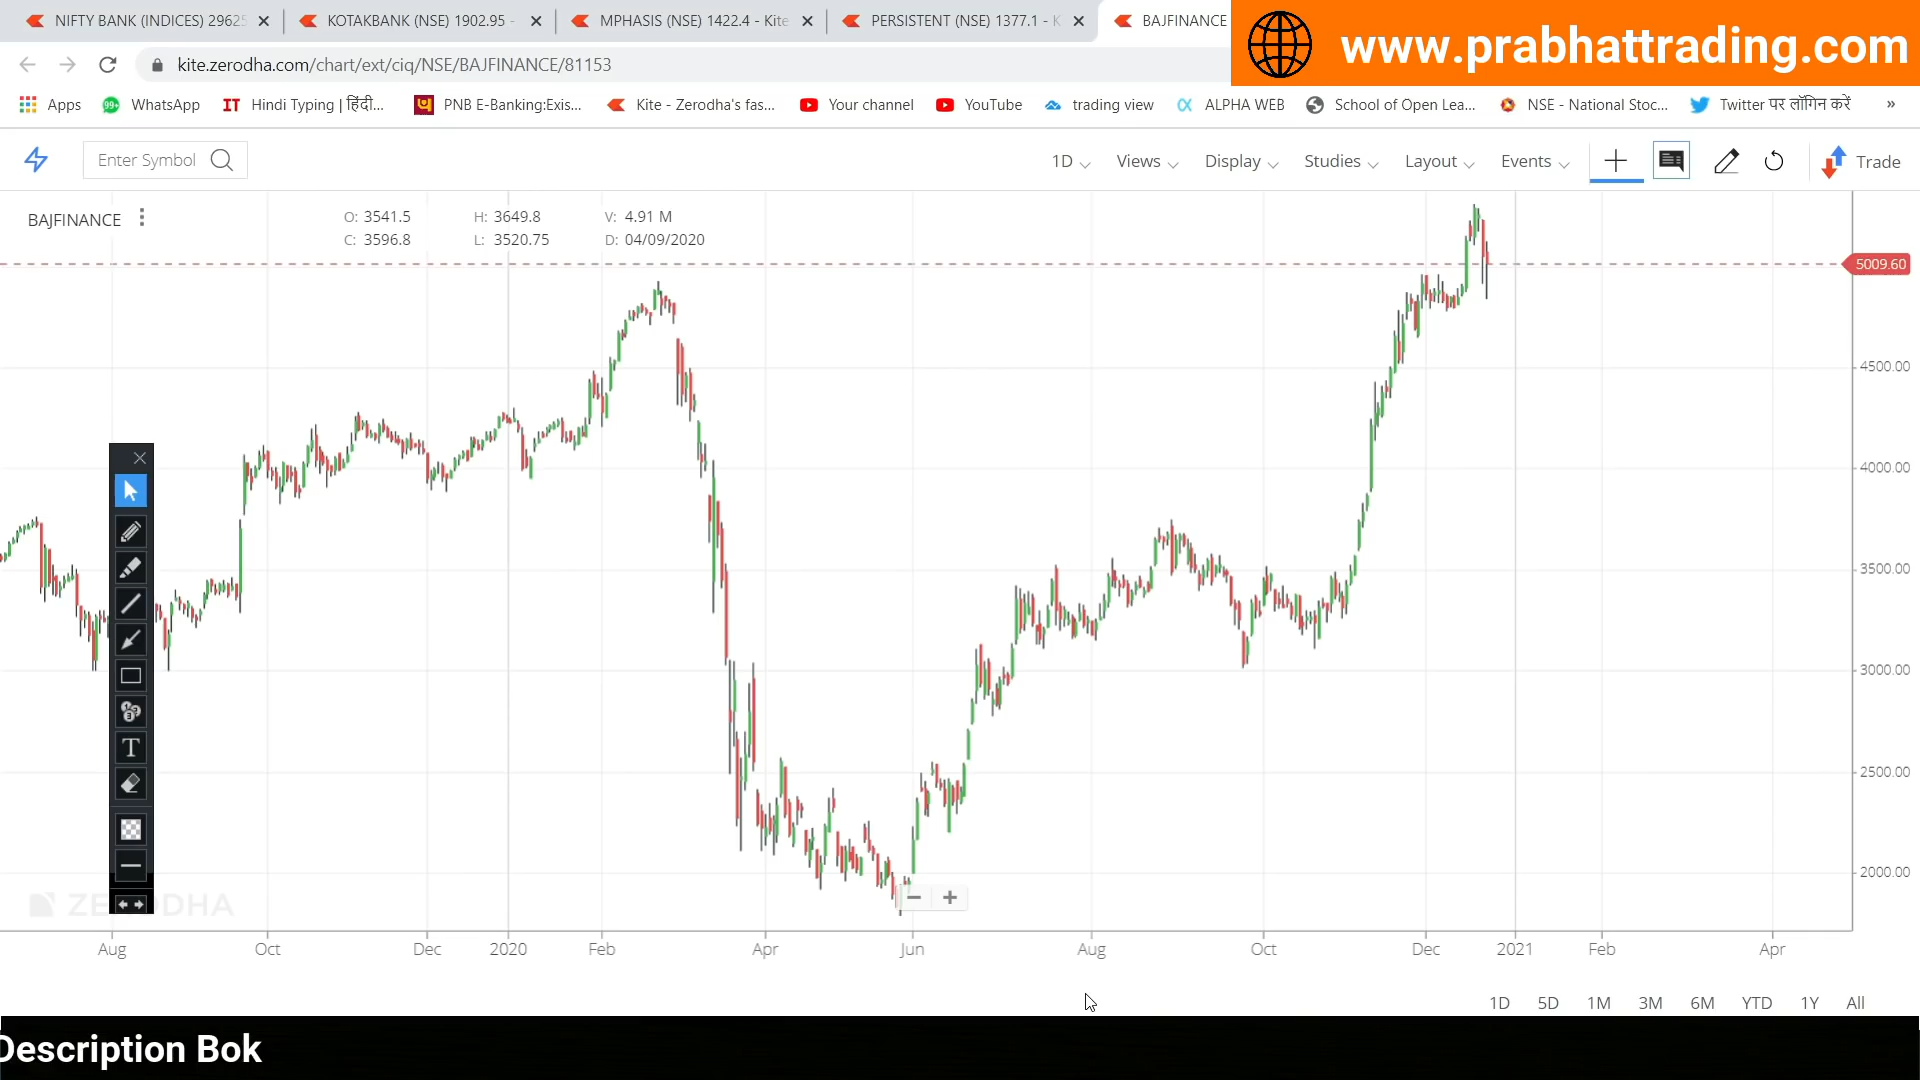 NIFTY BANK (INDICES) 29625
KOTAKBANK (NSE) 1902.95 -
MPHASIS (NSE) 1422.4 - Kite
PERSISTENT (NSE) 1377.1 - K
BAJFINANCE
www.prabhattrading.com
kite.zerodha.com/chart/ext/ciq/NSE/BAJFINANCE/81153
Apps
99+
WhatsApp
IT
Hindi Typing | हिंदी...
PNB E-Banking:Exis...
Kite - Zerodha's fas...
Your channel
YouTube
trading view
ALPHA WEB
School of Open Lea...
NSE - National Stoc...
Twitter पर लॉगिन करें
»
Enter Symbol
1D
Views
Display
Studies
Layout
Events
Trade
BAJFINANCE
O: 3541.5 H: 3649.8 V: 4.91 M
C: 3596.8 L: 3520.75 D: 04/09/2020
5009.60
4500.00
4000.00
3500.00
3000.00
2500.00
2000.00
T
Aug Oct Dec 2020 Feb Apr Jun Aug Oct Dec 2021 Feb Apr
1D 5D 1M 3M 6M YTD 1Y All
Description Bok